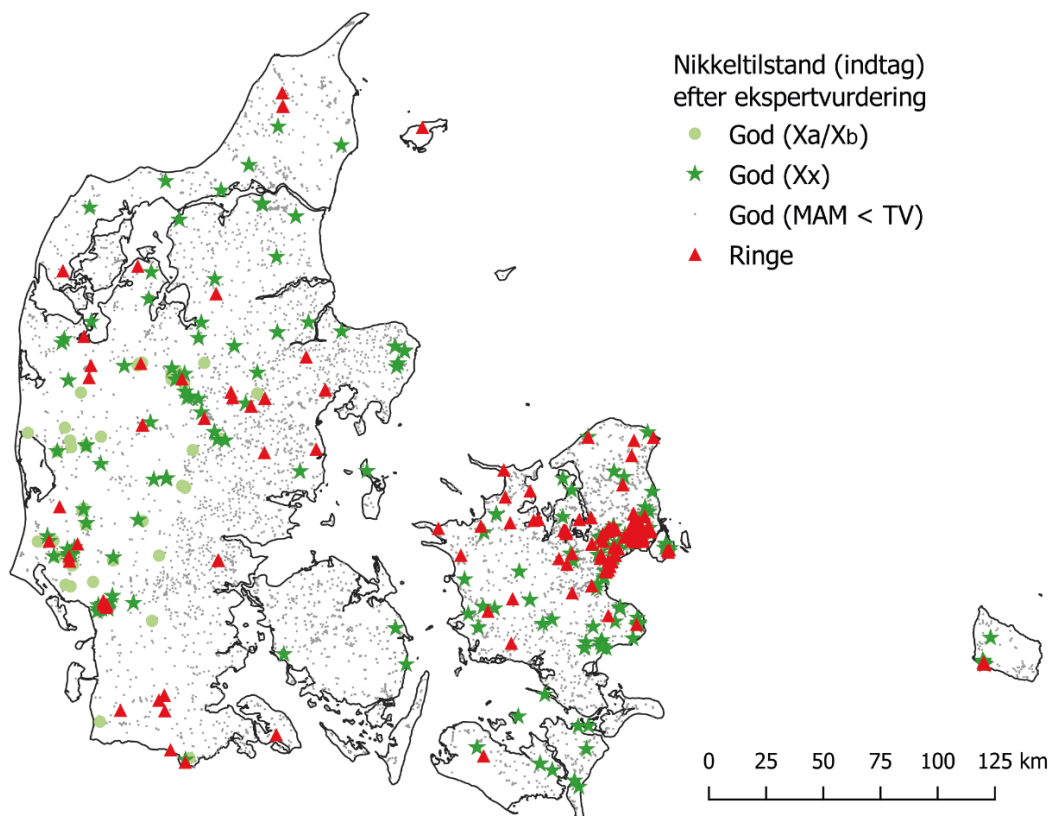 Nikkeltilstand (indtag)
efter ekspertvurdering
God (Xa/Xb)
God (Xx)
God (MAM < TV)
Ringe
0 25 50 75 100 125 km